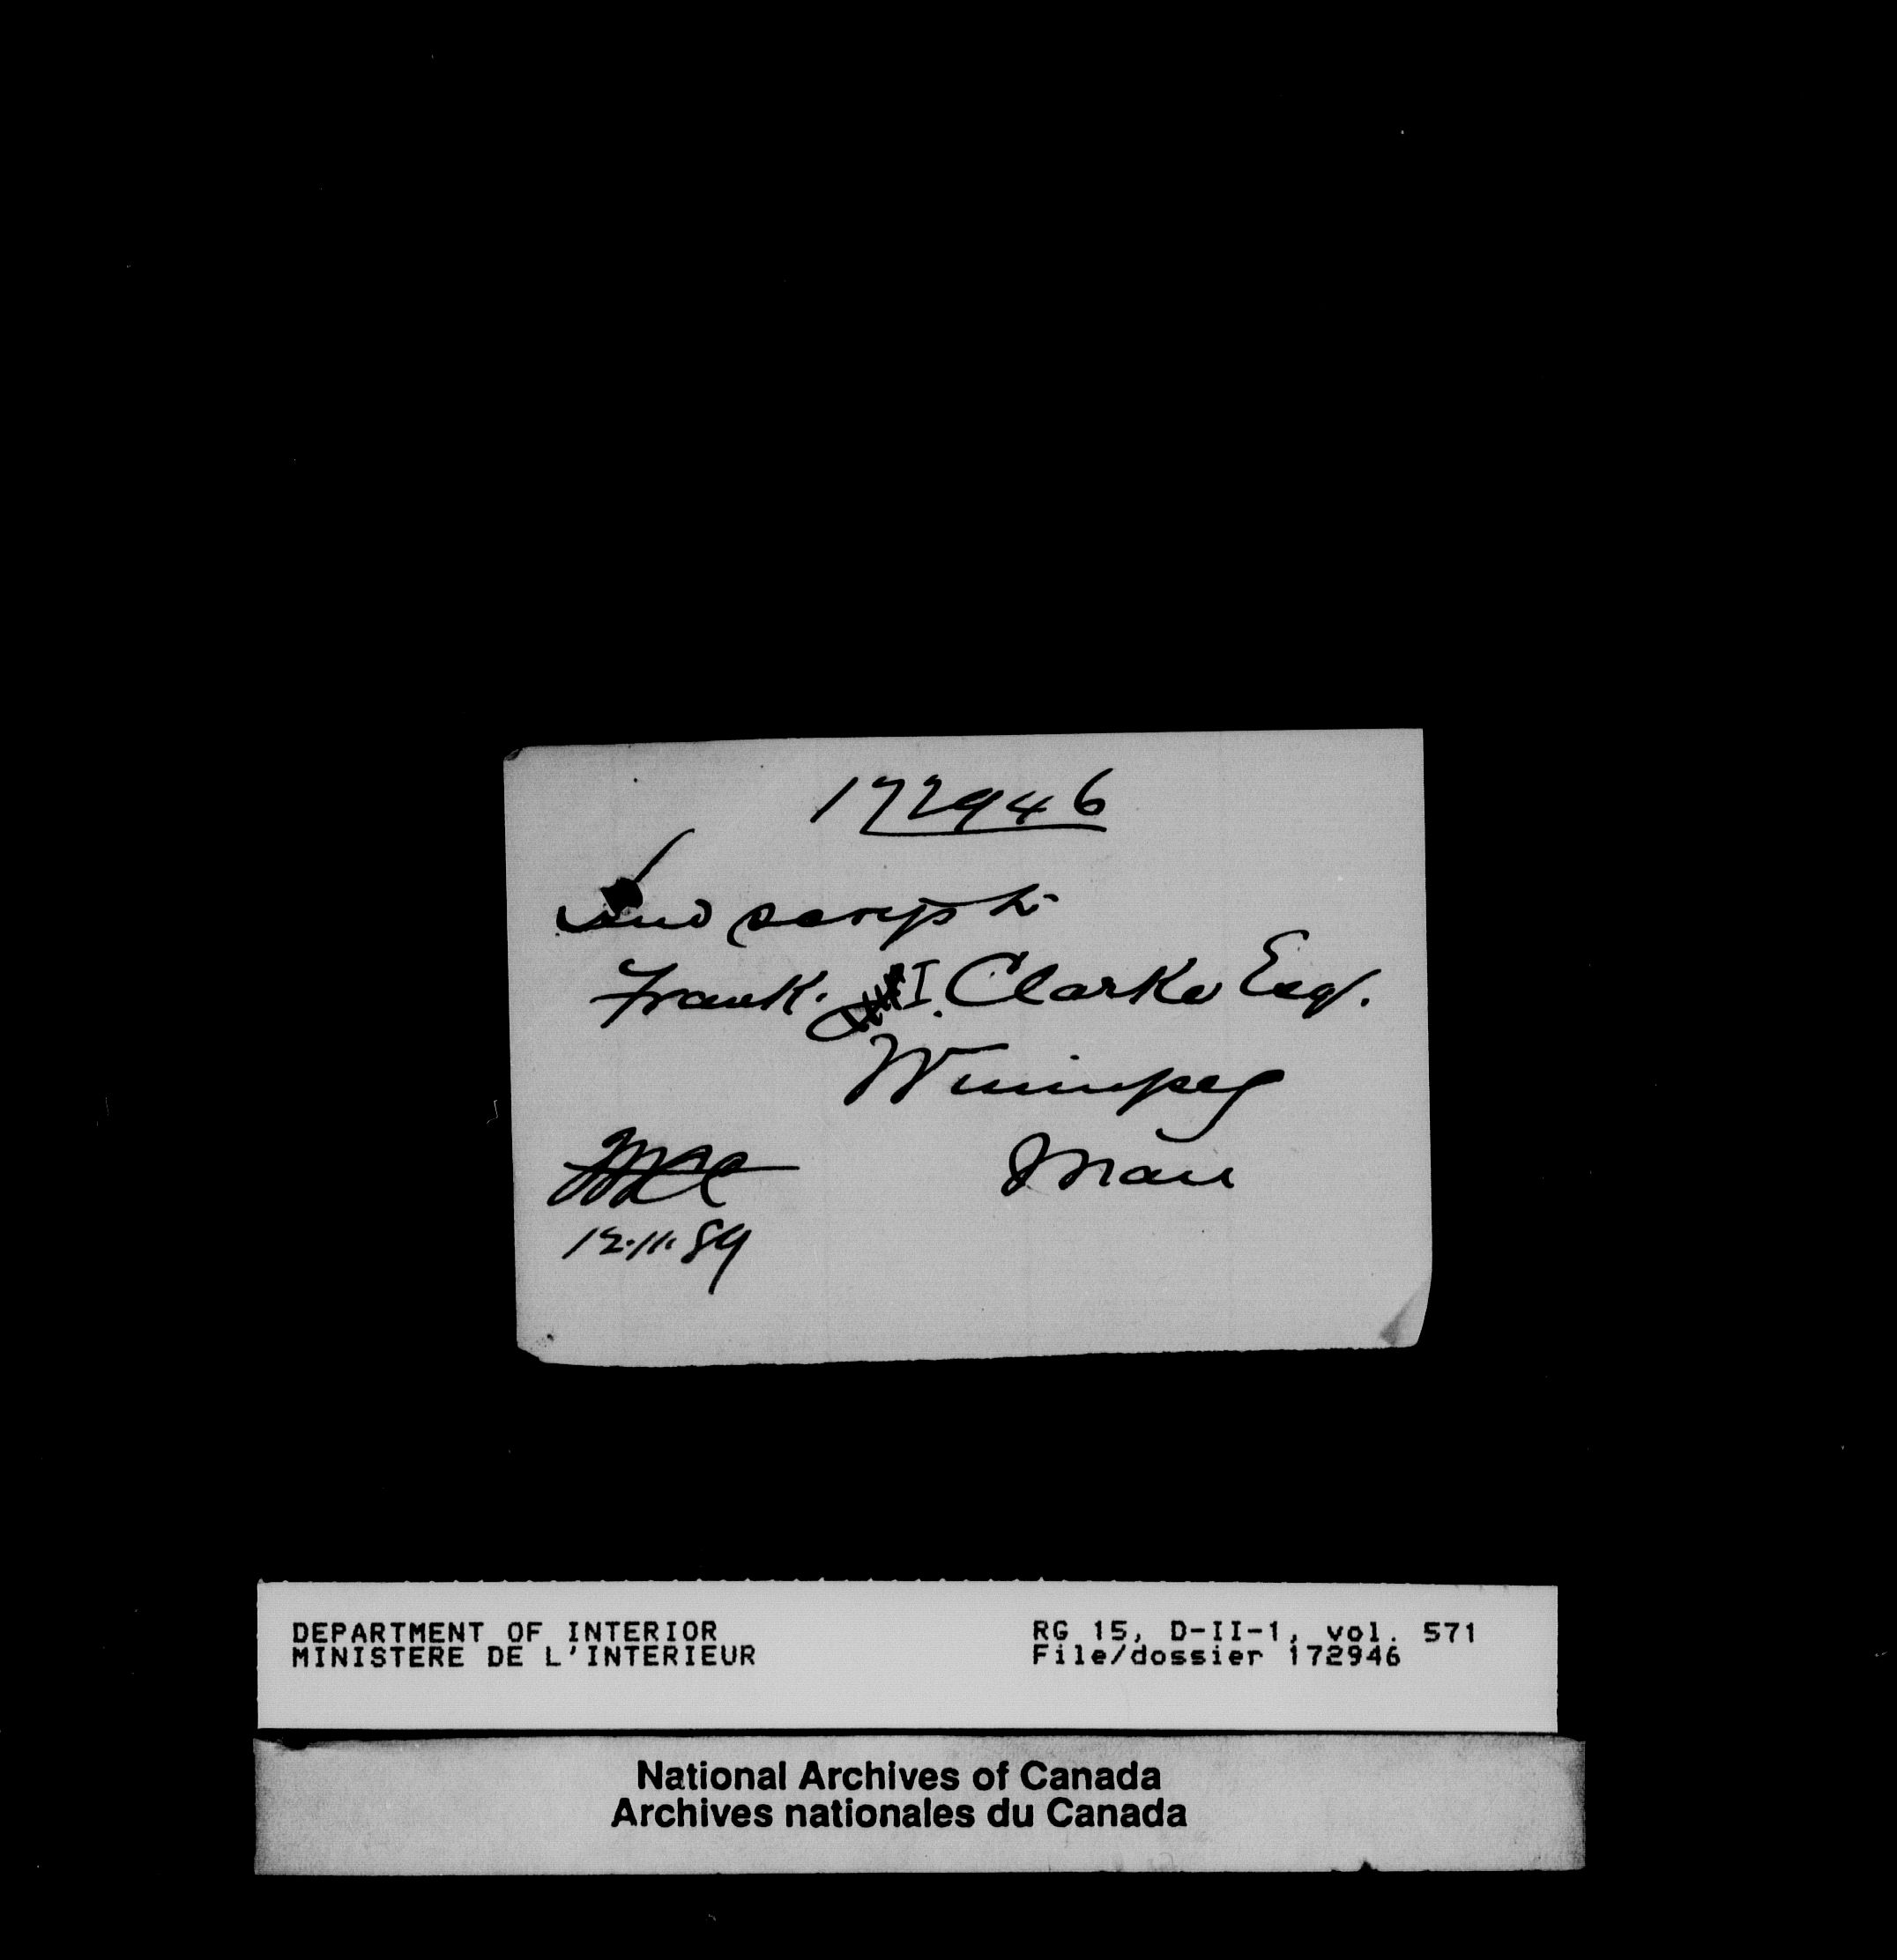 172946
Send scrip to
Frank. I. Clarke Esq.
Winnipeg
Man
12.11.89
DEPARTMENT OF INTERIOR
MINISTERE DE L'INTERIEUR
RG 15, D-II-1, vol. 571
File/dossier 172946
National Archives of Canada
Archives nationales du Canada